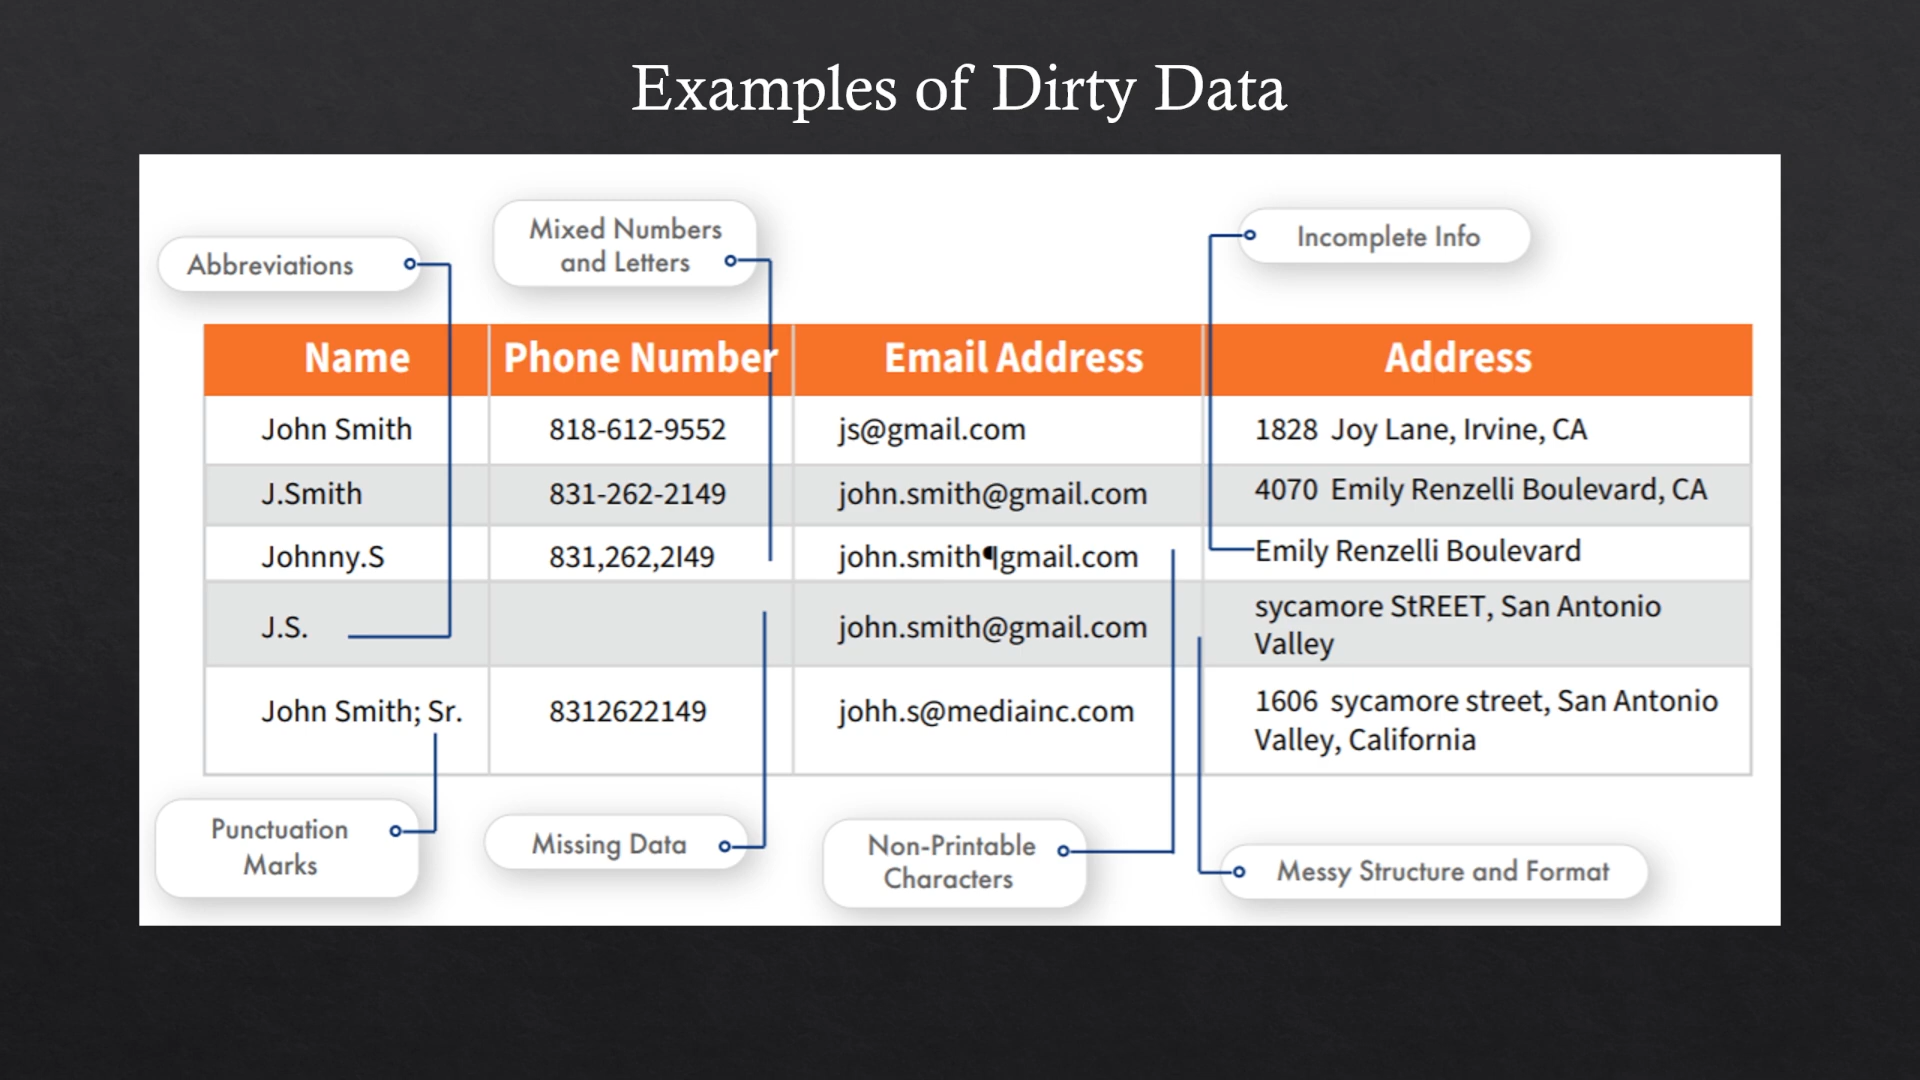 Examples of Dirty Data
Abbreviations
Mixed Numbers
and Letters
Incomplete Info
Name Phone Number Email Address Address
John Smith 818-612-9552 js@gmail.com 1828 Joy Lane, Irvine, CA
J.Smith 831-262-2149 john.smith@gmail.com 4070 Emily Renzelli Boulevard, CA
Johnny.S 831,262,2I49 john.smith¶gmail.com Emily Renzelli Boulevard
J.S. john.smith@gmail.com sycamore StREET, San Antonio
Valley
John Smith; Sr. 8312622149 johh.s@mediainc.com 1606 sycamore street, San Antonio
Valley, California
Punctuation
Marks
Missing Data
Non-Printable
Characters
Messy Structure and Format